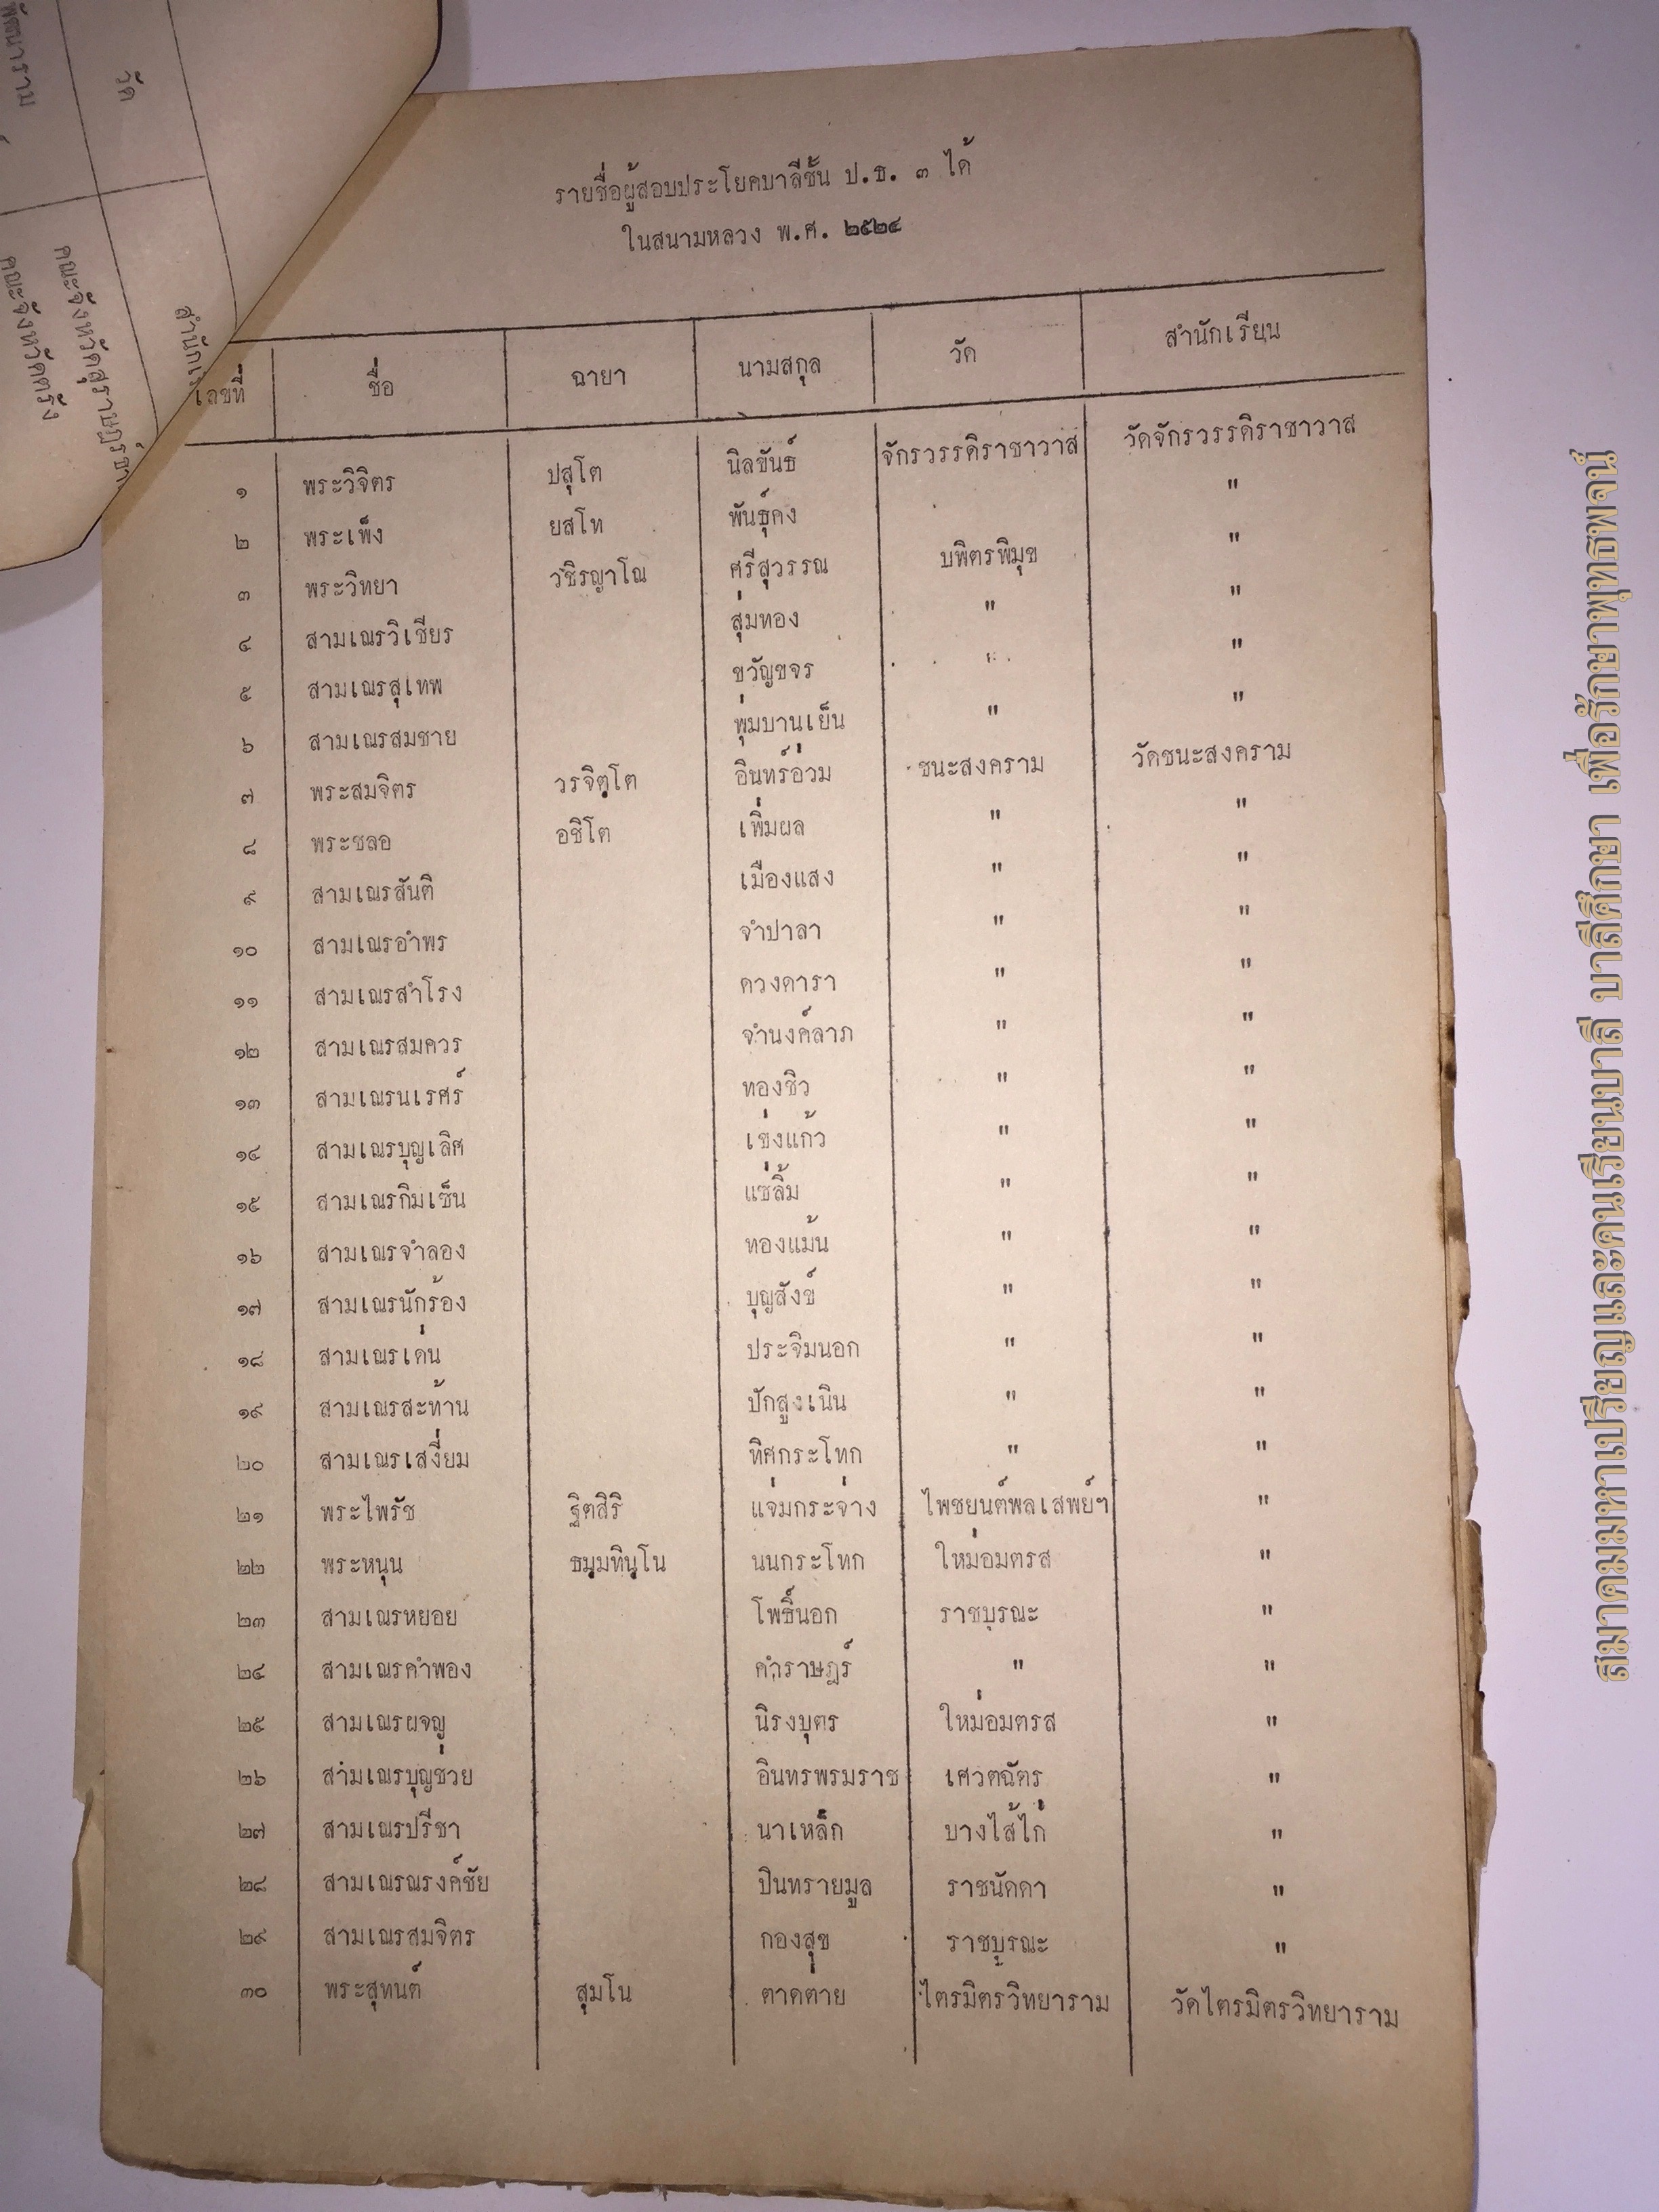 รายชื่อผู้สอบประโยคบาลีชั้น ป.ธ. ๓ ได้
ในสนามหลวง พ.ศ. ๒๕๒๔
เลขที่ ชื่อ ฉายา นามสกุล วัด สำนักเรียน
๑ พระวิจิตร ปสุโต นิลขันธ์ จักรวรรดิราชาวาส วัดจักรวรรดิราชาวาส
๒ พระเพ็ง ยสโท พันธุ์คง "
๓ พระวิทยา วชิรญาโณ ศรีสุวรรณ บพิตรพิมุข "
๔ สามเณรวิเชียร สุ่มทอง " "
๕ สามเณรสุเทพ ขวัญขจร " "
๖ สามเณรสมชาย พุ่มบานเย็น " "
๗ พระสมจิตร วรจิตฺโต อินทร์อ่วม ชนะสงคราม วัดชนะสงคราม
๘ พระชลอ อชิโต เพิ่มผล " "
๙ สามเณรสันติ เมืองแสง " "
๑๐ สามเณรอำพร จำปาลา " "
๑๑ สามเณรสำโรง ดวงดารา " "
๑๒ สามเณรสมควร จำนงค์ลาภ " "
๑๓ สามเณรนเรศร์ ทองชิว " "
๑๔ สามเณรบุญเลิศ เข่งแก้ว " "
๑๕ สามเณรกิมเซ็น แซ่ลิ้ม " "
๑๖ สามเณรจำลอง ทองแม้น " "
๑๗ สามเณรนักร้อง บุญสังข์ " "
๑๘ สามเณรเด่น ประจิมนอก " "
๑๙ สามเณรสะท้าน ปักสูงเนิน " "
๒๐ สามเณรเสงี่ยม ทิศกระโทก " "
๒๑ พระไพรัช ฐิตสิริ แจ่มกระจ่าง ไพชยนต์พลเสพย์ฯ "
๒๒ พระหนุน ธมฺมทินฺโน นนกระโทก ใหม่อมตรส "
๒๓ สามเณรหยอย โพธิ์นอก ราชบุรณะ "
๒๔ สามเณรคำพอง คำราษฎร์ " "
๒๕ สามเณรผจญ นิรงบุตร ใหม่อมตรส "
๒๖ สามเณรบุญช่วย อินทรพรมราช เศวตฉัตร "
๒๗ สามเณรปรีชา นาเหล็ก บางไส้ไก่ "
๒๘ สามเณรณรงค์ชัย ปินทรายมูล ราชนัดดา "
๒๙ สามเณรสมจิตร กองสุข ราชบูรณะ "
๓๐ พระสุทนต์ สุมโน ตาดต่าย ไตรมิตรวิทยาราม วัดไตรมิตรวิทยาราม
วัด
คณะจังหวัดตรัง
สมาคมมหาเปรียญและคนเรียนบาลี บาลีศึกษา เพื่อรักษาพุทธพจน์